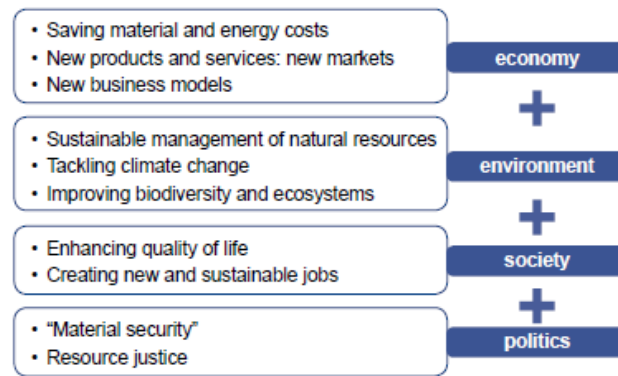 • Saving material and energy costs
• New products and services: new markets
• New business models
economy
+
• Sustainable management of natural resources
• Tackling climate change
• Improving biodiversity and ecosystems
environment
+
• Enhancing quality of life
• Creating new and sustainable jobs
society
+
• “Material security”
• Resource justice
politics